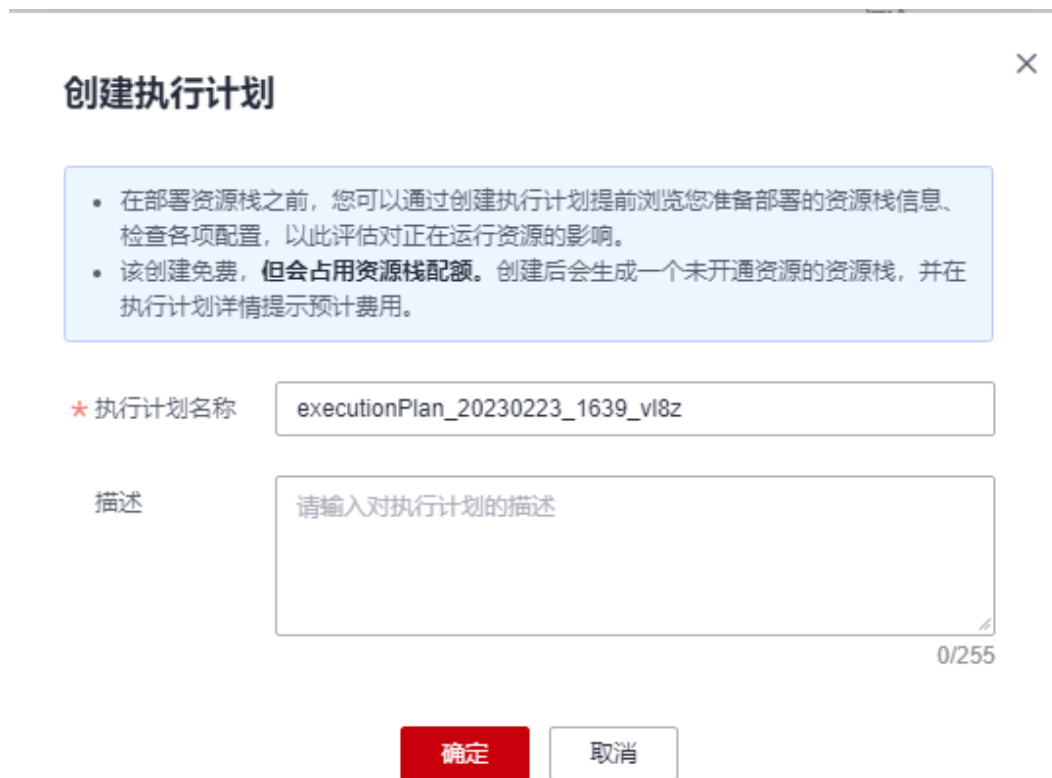 创建执行计划
在部署资源栈之前，您可以通过创建执行计划提前浏览您准备部署的资源栈信息、
检查各项配置，以此评估对正在运行资源的影响。
该创建免费，但会占用资源栈配额。创建后会生成一个未开通资源的资源栈，并在
执行计划详情提示预计费用。
* 执行计划名称 executionPlan_20230223_1639_vl8z
描述 请输入对执行计划的描述
0/255
确定 取消